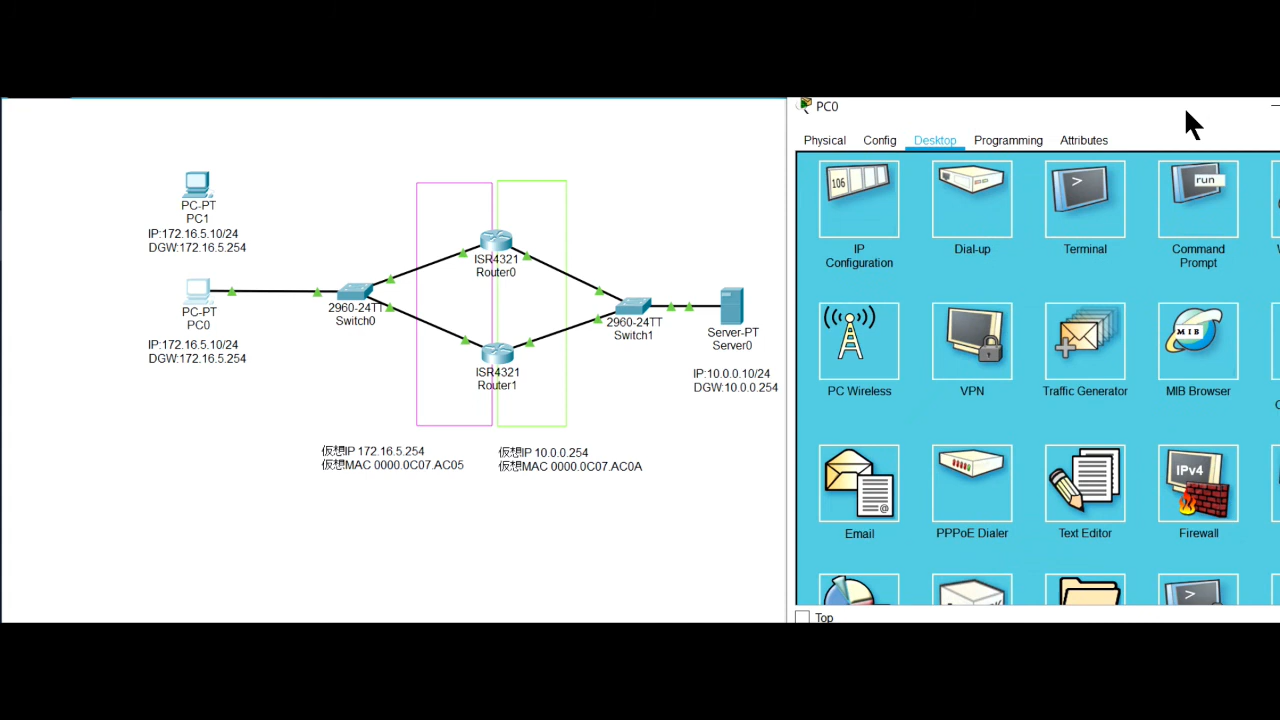 PC-PT
PC1
IP:172.16.5.10/24
DGW:172.16.5.254
PC-PT
PC0
IP:172.16.5.10/24
DGW:172.16.5.254
2960-24TT
Switch0
ISR4321
Router0
ISR4321
Router1
2960-24TT
Switch1
Server-PT
Server0
IP:10.0.0.10/24
DGW:10.0.0.254
仮想IP 172.16.5.254
仮想MAC 0000.0C07.AC05
仮想IP 10.0.0.254
仮想MAC 0000.0C07.AC0A
PC0
Physical Config Desktop Programming Attributes
106
run
IP
Configuration
Dial-up
Terminal
Command
Prompt
MIB
PC Wireless
VPN
Traffic Generator
MIB Browser
IPv4
Email
PPPoE Dialer
Text Editor
Firewall
Top